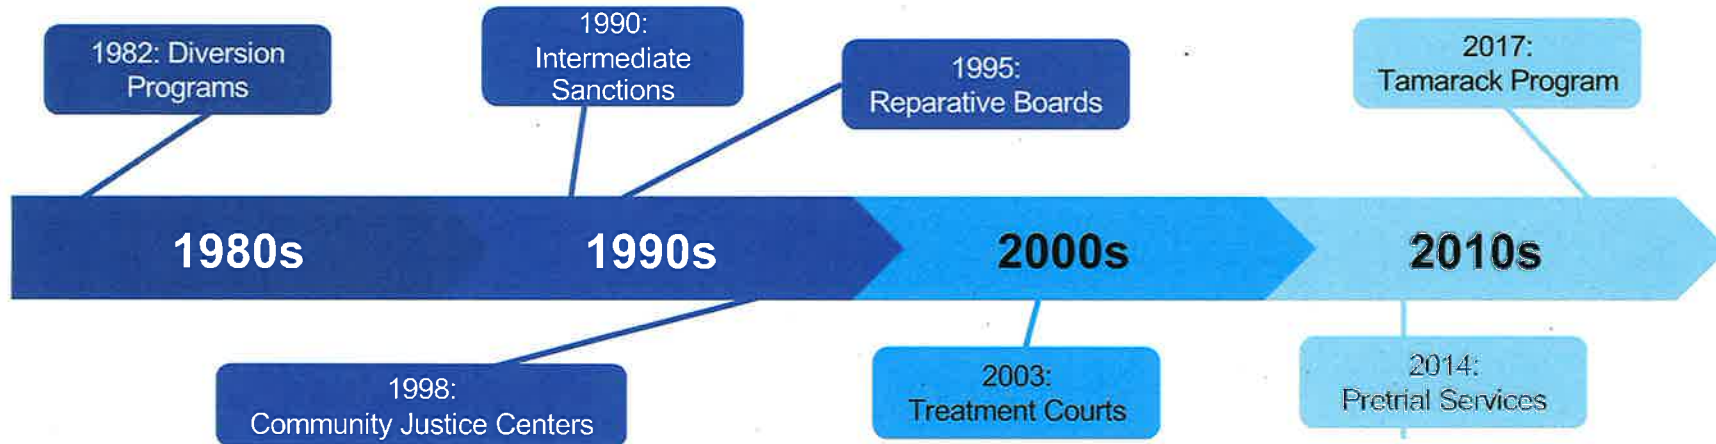 1982: Diversion
Programs
1990:
Intermediate
Sanctions
1995:
Reparative Boards
2017:
Tamarack Program
1980s
1990s
2000s
2010s
1998:
Community Justice Centers
2003:
Treatment Courts
2014:
Pretrial Services